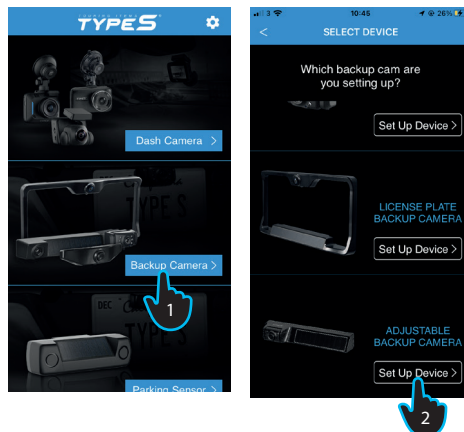 TYPE S
Dash Camera >
TYPE S
Backup Camera >
1
DEC
Parking Sensor >
3
10:45
26%
<
SELECT DEVICE
Which backup cam are
you setting up?
Set Up Device >
LICENSE PLATE
BACKUP CAMERA
Set Up Device >
ADJUSTABLE
BACKUP CAMERA
Set Up Device >
2